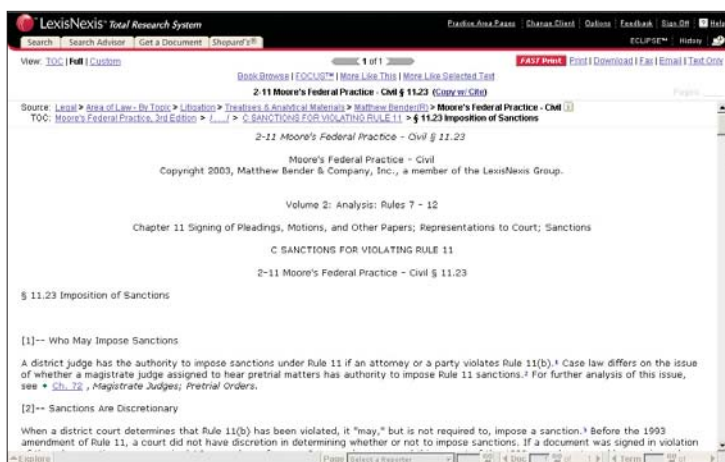 LexisNexis™ Total Research System
Practice Area Pages | Change Client | Options | Feedback | Sign Off | ? Help
Search Search Advisor Get a Document Shepard's®
ECLIPSE™ History
View: TOC | Full | Custom
1 of 1
FAST Print Print | Download | Fax | Email | Text Only
Book Browse | FOCUS™ | More Like This | More Like Selected Text
2-11 Moore's Federal Practice - Civil § 11.23 (Copy w/ Cite)
Pages:
Source: Legal > Area of Law - By Topic > Litigation > Treatises & Analytical Materials > Matthew Bender(R) > Moore's Federal Practice - Civil i
TOC: Moore's Federal Practice, 3rd Edition > /.../ > C SANCTIONS FOR VIOLATING RULE 11 > § 11.23 Imposition of Sanctions
2-11 Moore's Federal Practice - Civil § 11.23
Moore's Federal Practice - Civil
Copyright 2003, Matthew Bender & Company, Inc., a member of the LexisNexis Group.
Volume 2: Analysis: Rules 7 - 12
Chapter 11 Signing of Pleadings, Motions, and Other Papers; Representations to Court; Sanctions
C SANCTIONS FOR VIOLATING RULE 11
2-11 Moore's Federal Practice - Civil § 11.23
§ 11.23 Imposition of Sanctions
[1]-- Who May Impose Sanctions
A district judge has the authority to impose sanctions under Rule 11 if an attorney or a party violates Rule 11(b).¹ Case law differs on the issue
of whether a magistrate judge assigned to hear pretrial matters has authority to impose Rule 11 sanctions.² For further analysis of this issue,
see Ch. 72, Magistrate Judges; Pretrial Orders.
[2]-- Sanctions Are Discretionary
When a district court determines that Rule 11(b) has been violated, it "may," but is not required to, impose a sanction.³ Before the 1993
amendment of Rule 11, a court did not have discretion in determining whether or not to impose sanctions. If a document was signed in violation
Explore
Page Select a Reporter Go Doc 1 of 1 Term Go of